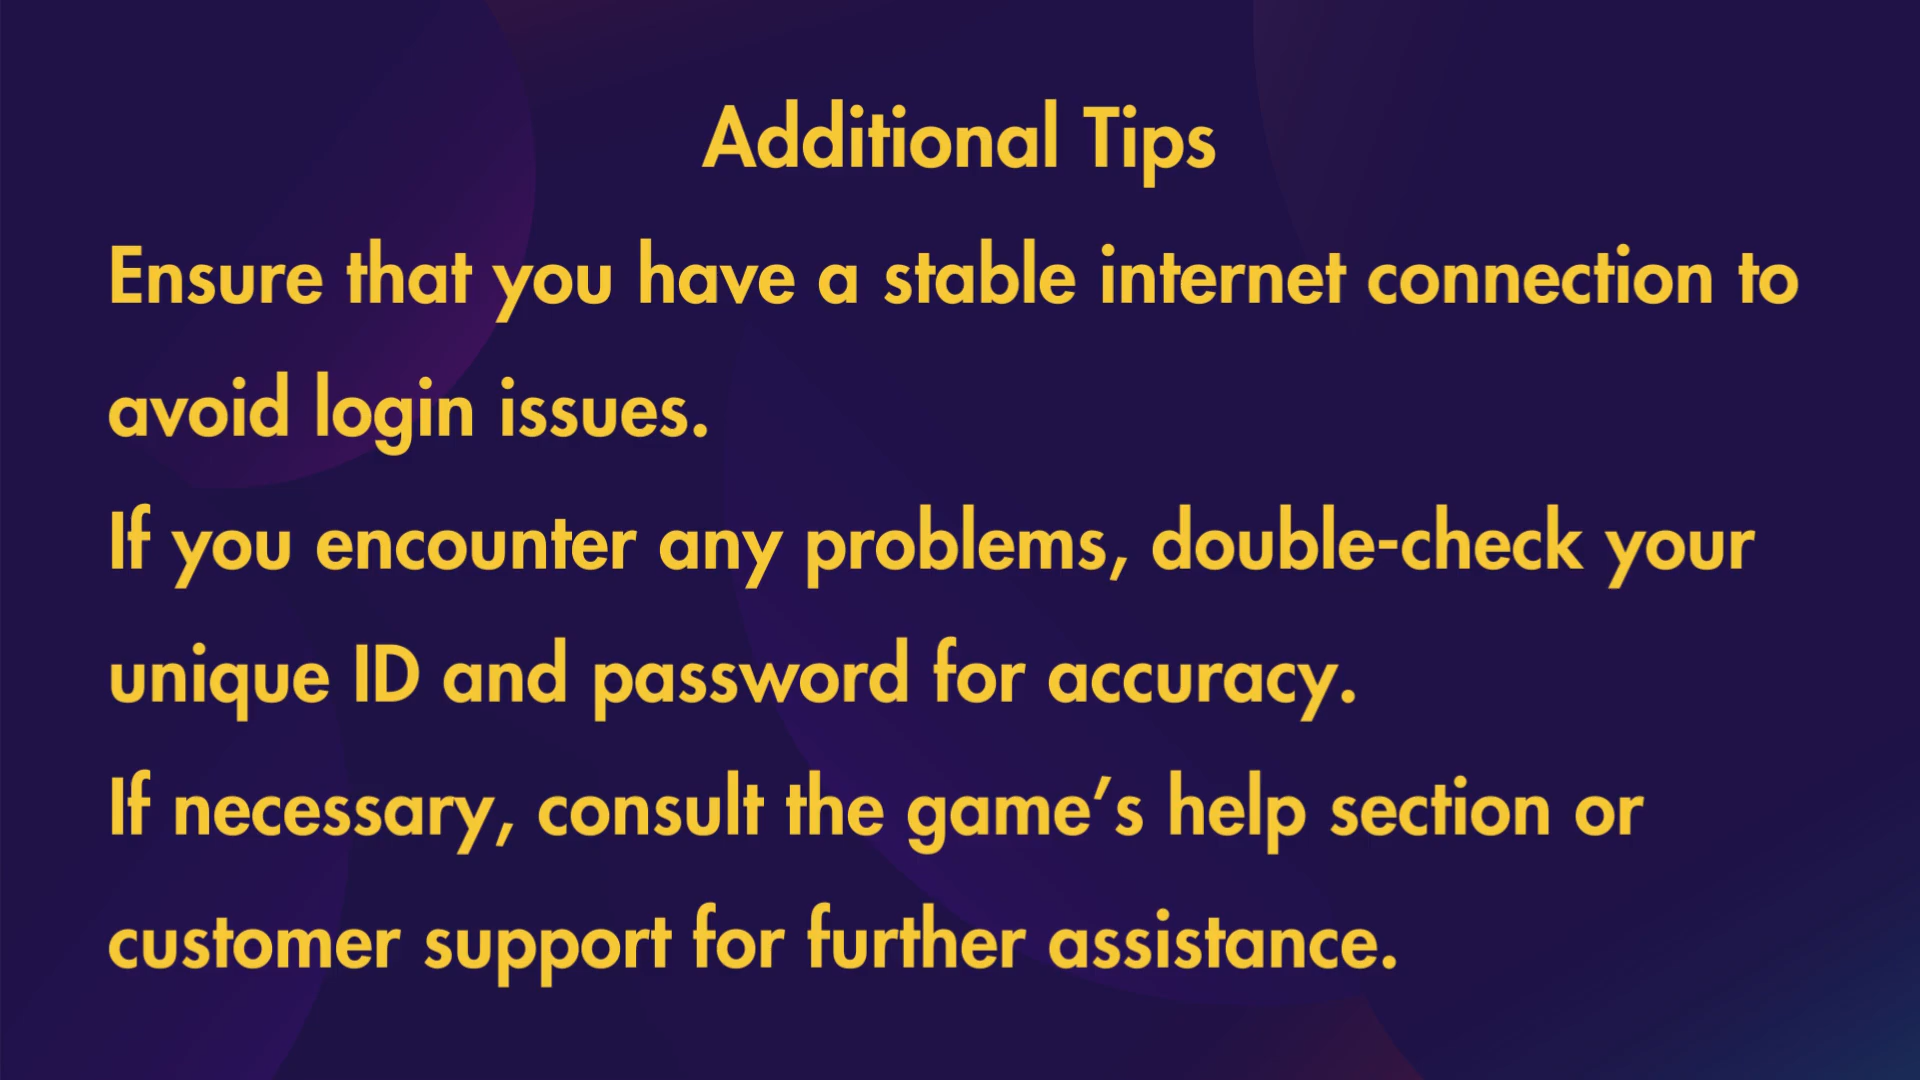 Additional Tips
Ensure that you have a stable internet connection to
avoid login issues.
If you encounter any problems, double-check your
unique ID and password for accuracy.
If necessary, consult the game’s help section or
customer support for further assistance.